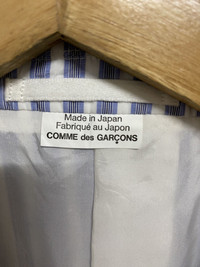 Made in Japan
Fabriqué au Japon
COMME des GARÇONS